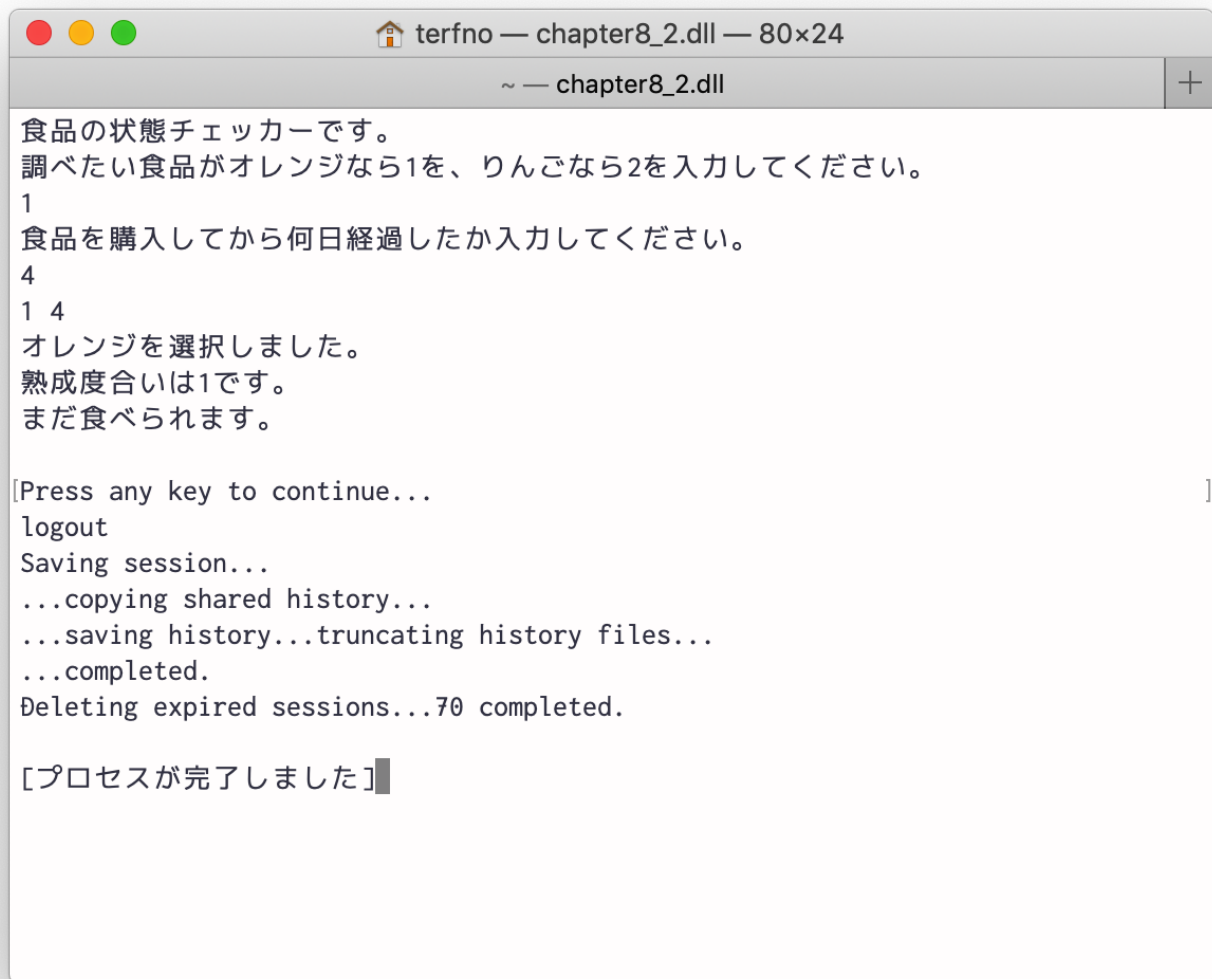 terfno — chapter8_2.dll — 80×24
~ — chapter8_2.dll
食品の状態チェッカーです。
調べたい食品がオレンジなら1を、りんごなら2を入力してください。
1
食品を購入してから何日経過したか入力してください。
4
1 4
オレンジを選択しました。
熟成度合いは1です。
まだ食べられます。
[Press any key to continue... ]
logout
Saving session...
...copying shared history...
...saving history...truncating history files...
...completed.
Deleting expired sessions...70 completed.
[プロセスが完了しました]